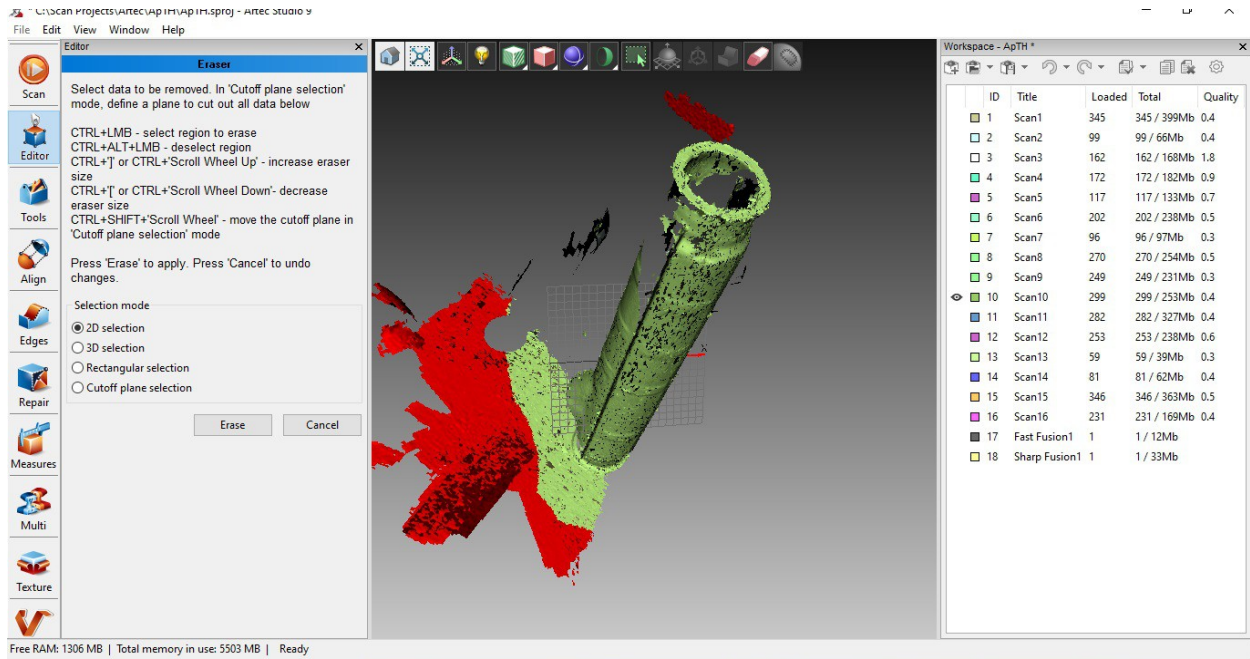 * C:\Scan Projects\Artec\ApTH\ApTH.sproj - Artec Studio 9
File Edit View Window Help
Scan
Editor
Tools
Align
Edges
Repair
Measures
Multi
Texture
Editor
Eraser
Select data to be removed. In 'Cutoff plane selection'
mode, define a plane to cut out all data below
CTRL+LMB - select region to erase
CTRL+ALT+LMB - deselect region
CTRL+']' or CTRL+'Scroll Wheel Up' - increase eraser
size
CTRL+'[' or CTRL+'Scroll Wheel Down'- decrease
eraser size
CTRL+SHIFT+'Scroll Wheel' - move the cutoff plane in
'Cutoff plane selection' mode
Press 'Erase' to apply. Press 'Cancel' to undo
changes.
Selection mode
2D selection
3D selection
Rectangular selection
Cutoff plane selection
Erase Cancel
X
Workspace - ApTH *
ID Title Loaded Total Quality
1 Scan1 345 345 / 399Mb 0.4
2 Scan2 99 99 / 66Mb 0.4
3 Scan3 162 162 / 168Mb 1.8
4 Scan4 172 172 / 182Mb 0.9
5 Scan5 117 117 / 133Mb 0.7
6 Scan6 202 202 / 238Mb 0.5
7 Scan7 96 96 / 97Mb 0.3
8 Scan8 270 270 / 254Mb 0.5
9 Scan9 249 249 / 231Mb 0.3
10 Scan10 299 299 / 253Mb 0.4
11 Scan11 282 282 / 327Mb 0.4
12 Scan12 253 253 / 238Mb 0.6
13 Scan13 59 59 / 39Mb 0.3
14 Scan14 81 81 / 62Mb 0.4
15 Scan15 346 346 / 363Mb 0.5
16 Scan16 231 231 / 169Mb 0.4
17 Fast Fusion1 1 1 / 12Mb
18 Sharp Fusion1 1 1 / 33Mb
Free RAM: 1306 MB | Total memory in use: 5503 MB | Ready